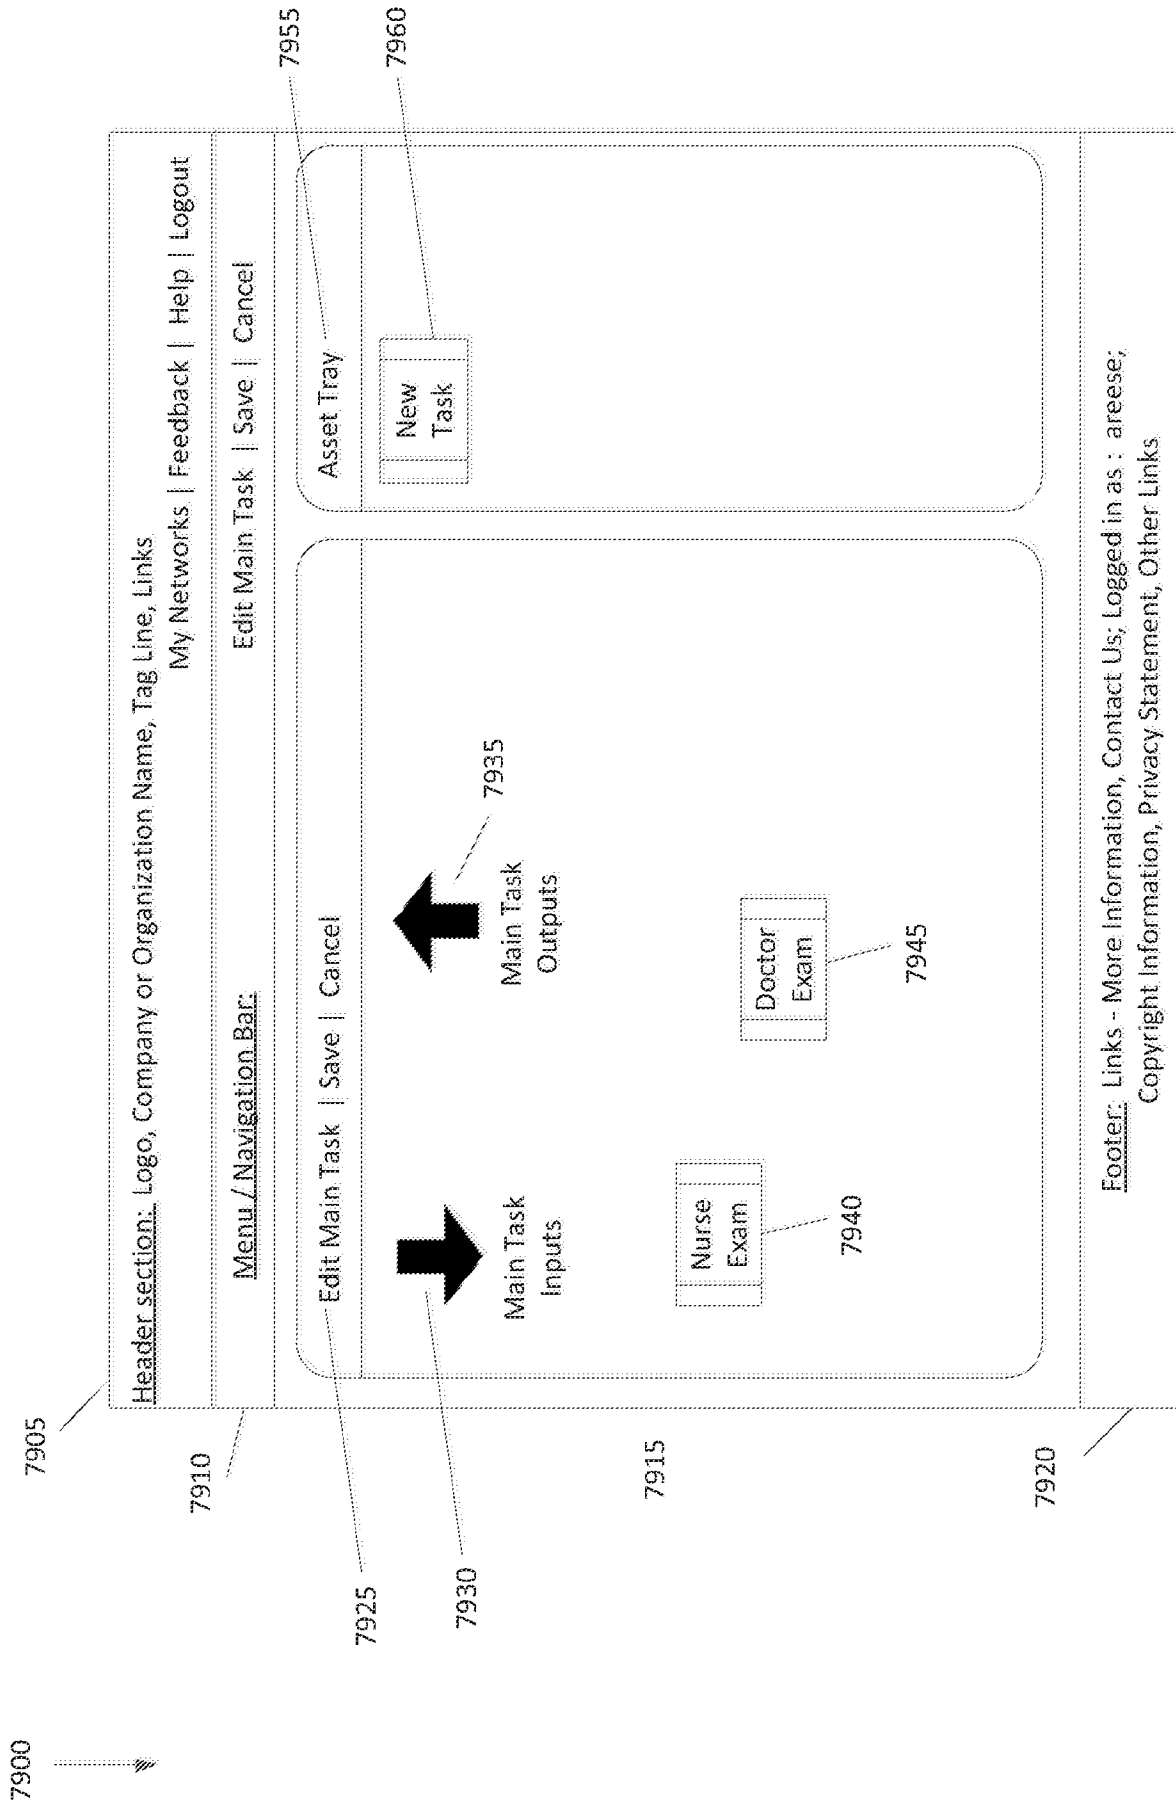 7900
7905
Header section: Logo, Company or Organization Name, Tag Line, Links
My Networks | Feedback | Help | Logout
7910
Menu / Navigation Bar:
Edit Main Task | Save | Cancel
7915
7925
Edit Main Task | Save | Cancel
7930
Main Task
Inputs
7935
Main Task
Outputs
Nurse
Exam
7940
Doctor
Exam
7945
7955
Asset Tray
7960
New
Task
7920
Footer: Links - More Information, Contact Us; Logged in as : areese;
Copyright Information, Privacy Statement, Other Links